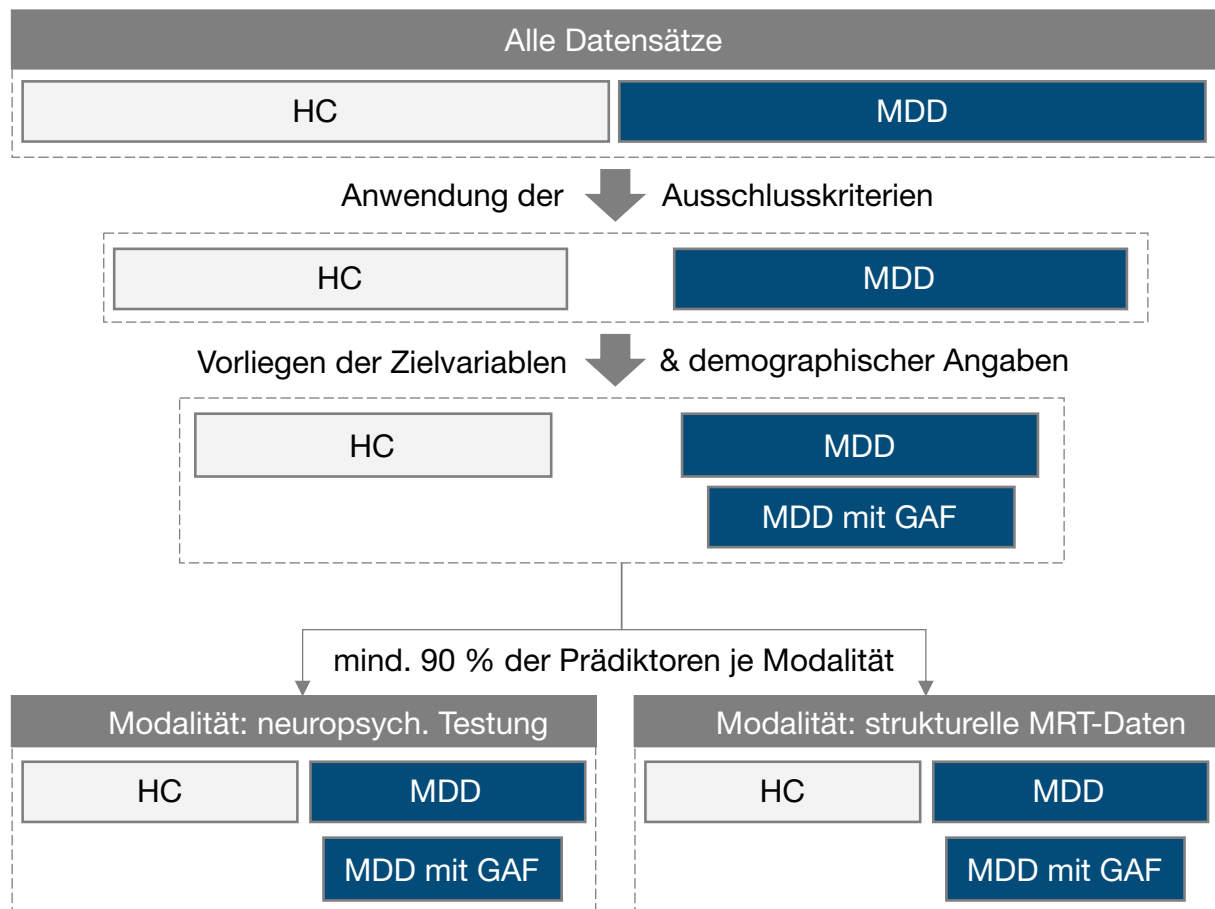 Alle Datensätze
HC MDD
Anwendung der Ausschlusskriterien
HC MDD
Vorliegen der Zielvariablen & demographischer Angaben
HC MDD
MDD mit GAF
mind. 90 % der Prädiktoren je Modalität
Modalität: neuropsych. Testung Modalität: strukturelle MRT-Daten
HC MDD HC MDD
MDD mit GAF MDD mit GAF